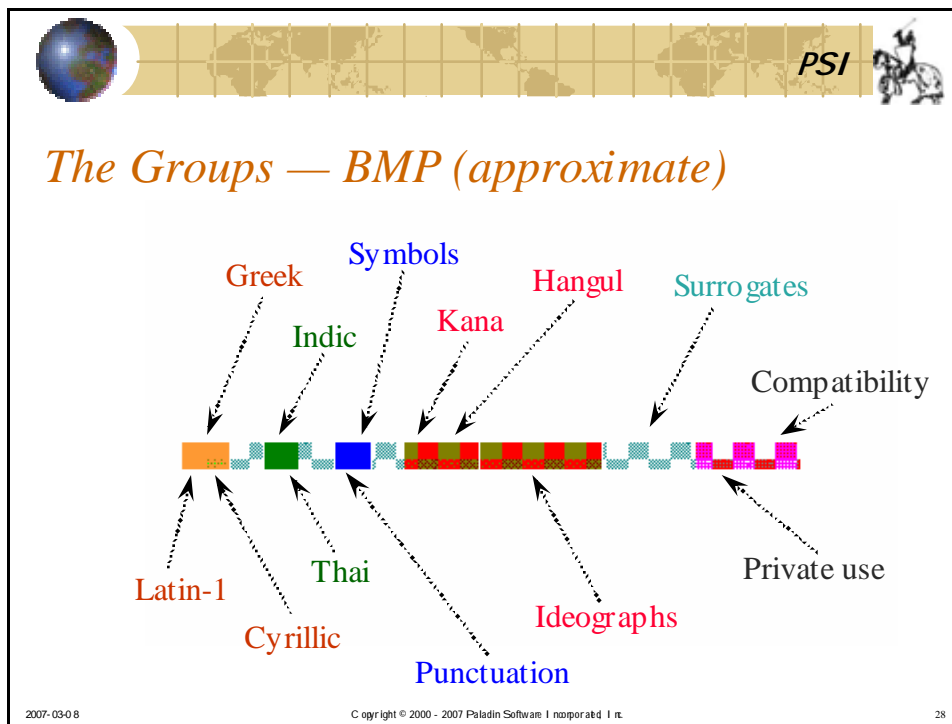 PSI
The Groups — BMP (approximate)
Symbols
Greek
Hangul
Surrogates
Kana
Indic
Compatibility
Thai
Private use
Latin-1
Ideographs
Cyrillic
Punctuation
2007-03-08
Copyright © 2000 - 2007 Paladin Software Incorporated, Inc.
28